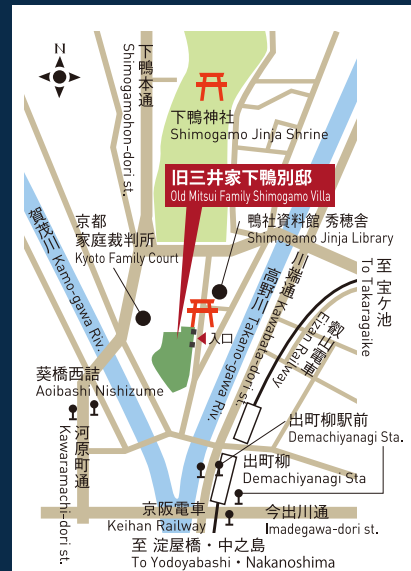 N
下鴨本通
Shimogamohon-dori st.
下鴨神社
Shimogamo Jinja Shrine
旧三井家下鴨別邸
Old Mitsui Family Shimogamo Villa
賀茂川 Kamo-gawa Riv.
京都
家庭裁判所
Kyoto Family Court
鴨社資料館 秀穂舎
Shimogamo Jinja Library
川端通 Kawabata-dori st.
高野川 Takano-gawa Riv.
至 宝ケ池
To Takaragaike
叡山電車
Eizan Railway
入口
葵橋西詰
Aoibashi Nishizume
河原町通
Kawaramachi-dori st.
出町柳駅前
Demachiyanagi Sta.
出町柳
Demachiyanagi Sta
京阪電車
Keihan Railway
今出川通
Imadegawa-dori st.
至 淀屋橋・中之島
To Yodoyabashi・Nakanoshima